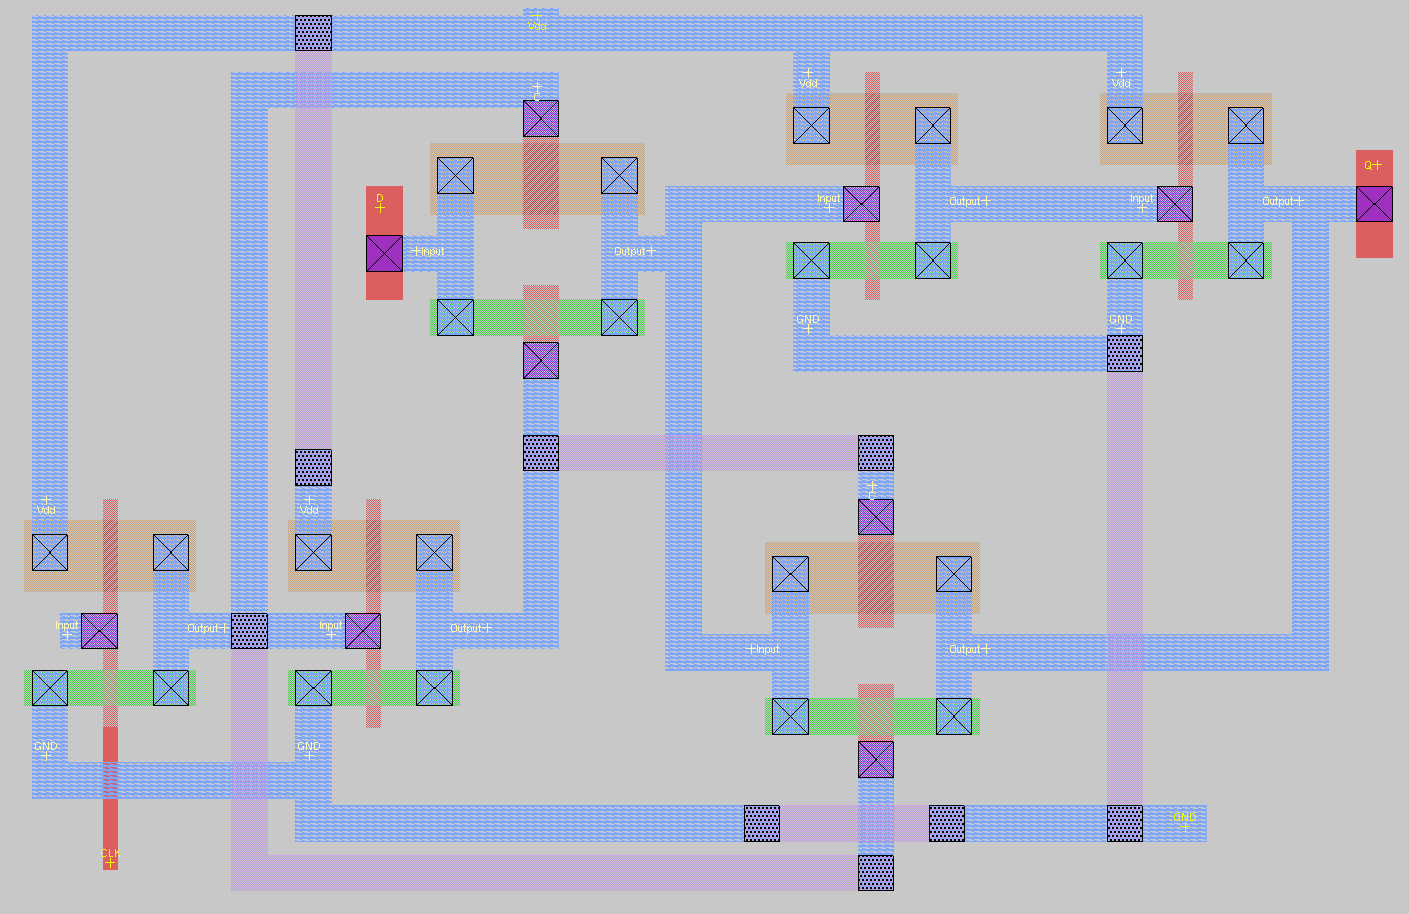 Vdd
C
Vdd
Vdd
D
Input
Output
Input
Output
Input
Output
Q
GND
GND
C
Vdd
Vdd
Input
Output
Input
Output
Input
Output
GND
GND
GND
CLK